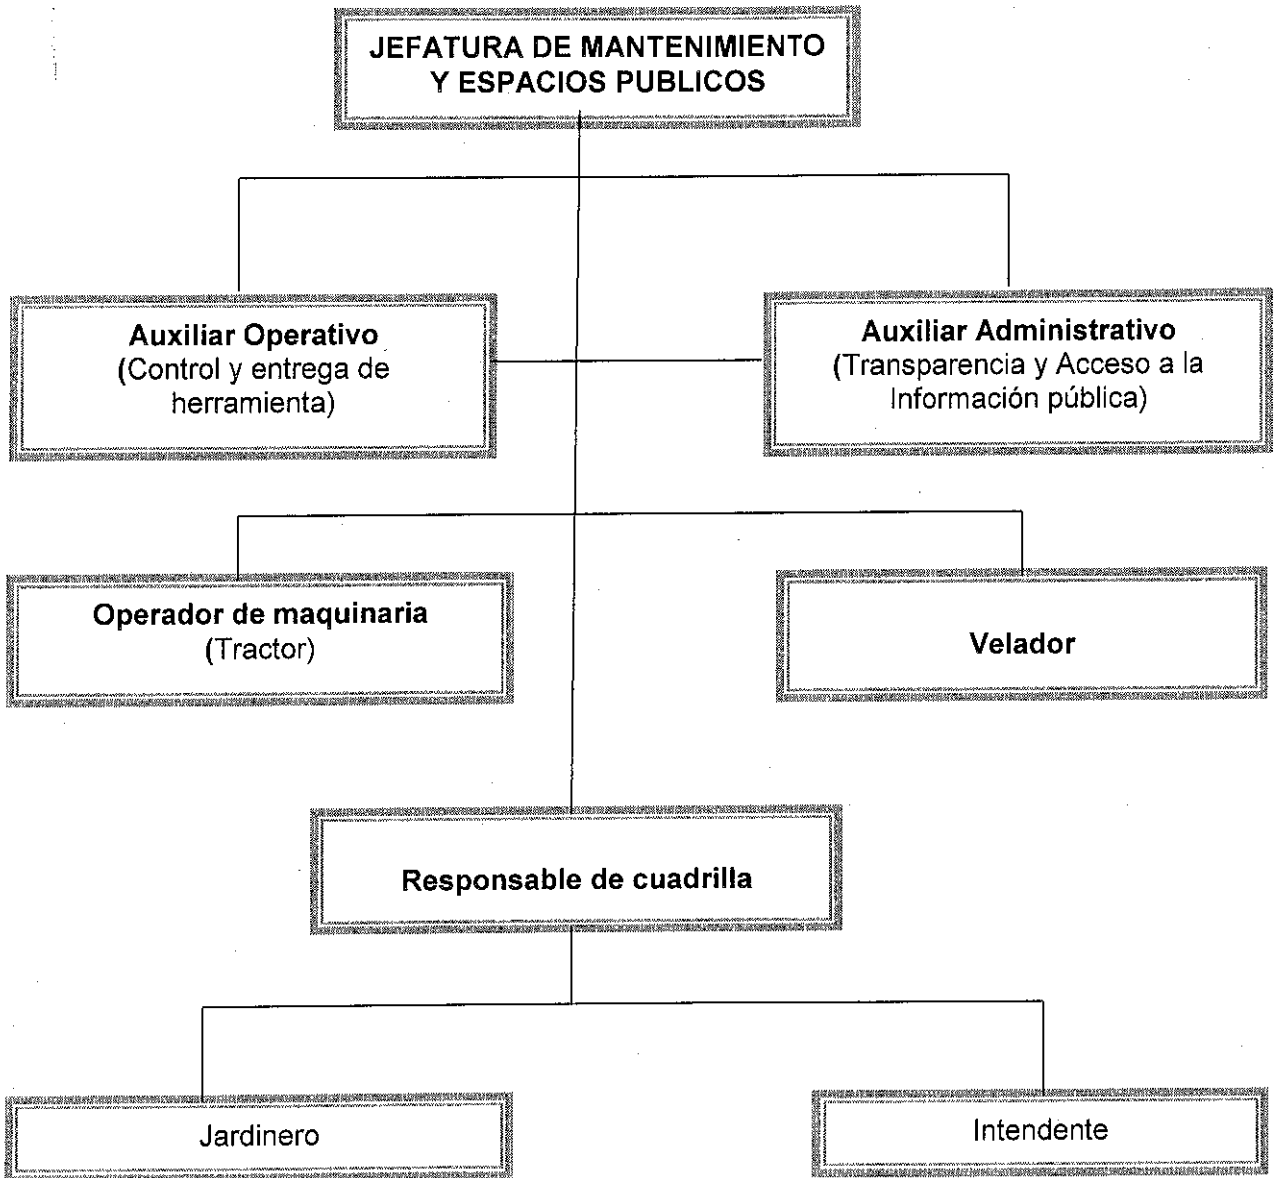 JEFATURA DE MANTENIMIENTO
Y ESPACIOS PUBLICOS
Auxiliar Operativo
(Control y entrega de
herramienta)
Auxiliar Administrativo
(Transparencia y Acceso a la
Información pública)
Operador de maquinaria
(Tractor)
Velador
Responsable de cuadrilla
Jardinero
Intendente